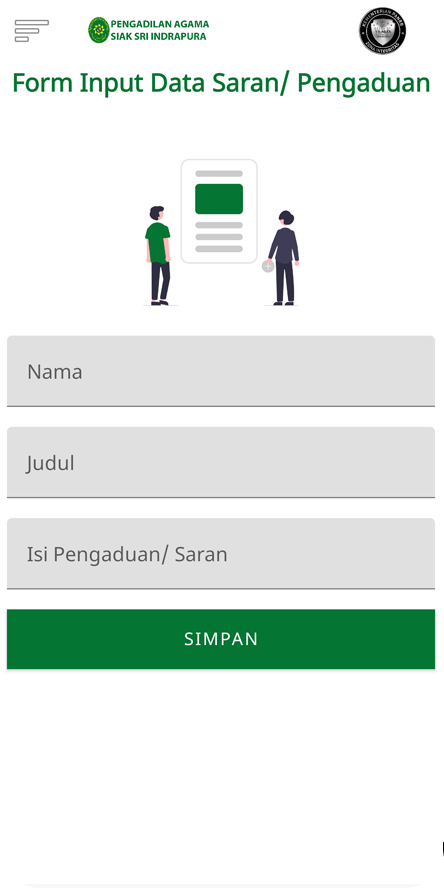 PENGADILAN AGAMA
SIAK SRI INDRAPURA
Form Input Data Saran/ Pengaduan
Nama
Judul
Isi Pengaduan/ Saran
SIMPAN